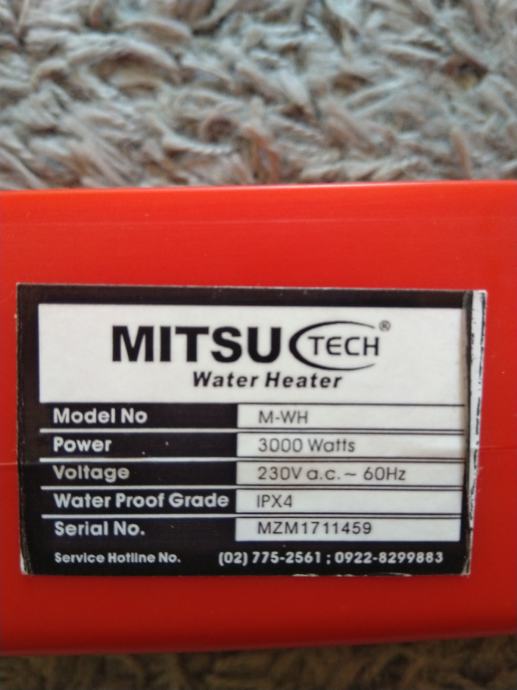 MITSU TECH®
Water Heater
Model No M-WH
Power 3000 Watts
Voltage 230V a.c. ~ 60Hz
Water Proof Grade IPX4
Serial No. MZM1711459
Service Hotline No. (02) 775-2561 ; 0922-8299883